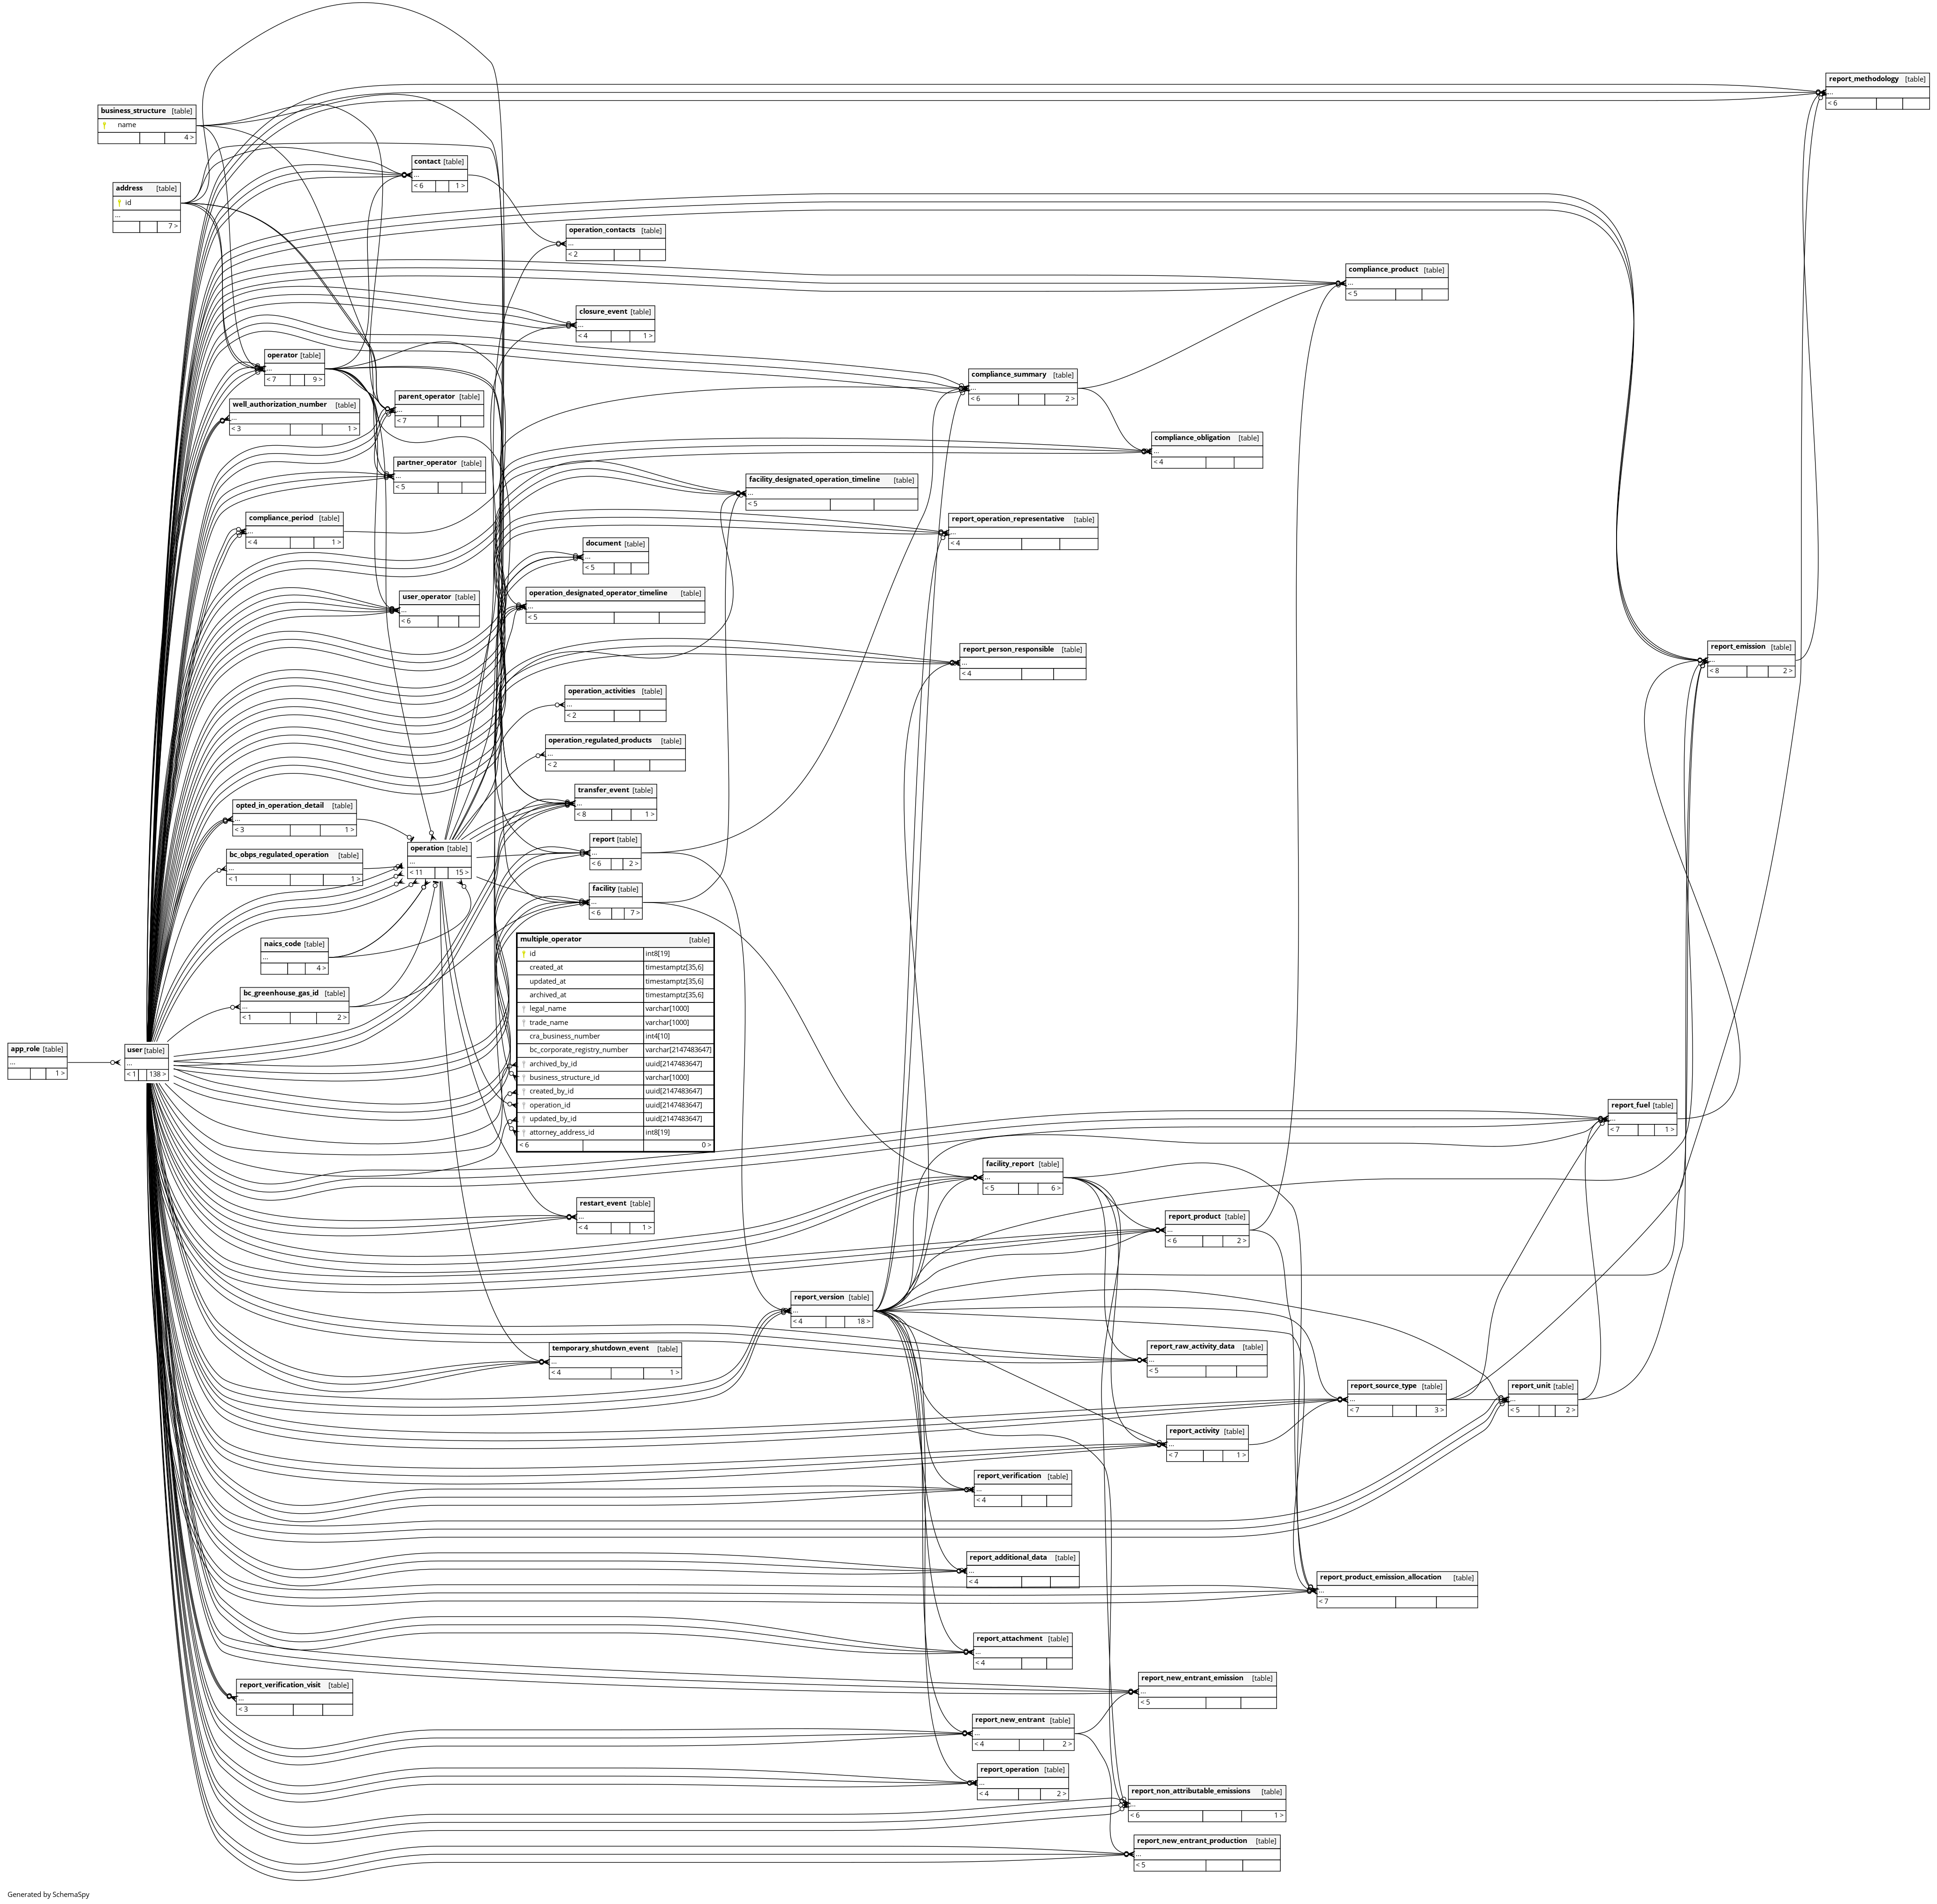 report_methodology [table]
...
< 6
business_structure [table]
name
4 >
contact [table]
...
< 6 1 >
address [table]
id
...
7 >
operation_contacts [table]
...
< 2
compliance_product [table]
...
< 5
closure_event [table]
...
< 4 1 >
operator [table]
...
< 7 9 >
compliance_summary [table]
...
< 6 2 >
parent_operator [table]
...
< 7
well_authorization_number [table]
...
< 3 1 >
compliance_obligation [table]
...
< 4
partner_operator [table]
...
< 5
facility_designated_operation_timeline [table]
...
< 5
compliance_period [table]
...
< 4 1 >
report_operation_representative [table]
...
< 4
document [table]
...
< 5
operation_designated_operator_timeline [table]
...
< 5
user_operator [table]
...
< 6
report_person_responsible [table]
...
< 4
report_emission [table]
...
< 8 2 >
operation_activities [table]
...
< 2
operation_regulated_products [table]
...
< 2
transfer_event [table]
...
< 8 1 >
opted_in_operation_detail [table]
...
< 3 1 >
report [table]
...
< 6 2 >
operation [table]
...
< 11 15 >
bc_obps_regulated_operation [table]
...
< 1 1 >
facility [table]
...
< 6 7 >
naics_code [table]
...
4 >
multiple_operator [table]
id int8[19]
created_at timestamptz[35,6]
updated_at timestamptz[35,6]
archived_at timestamptz[35,6]
legal_name varchar[1000]
trade_name varchar[1000]
cra_business_number int4[10]
bc_corporate_registry_number varchar[2147483647]
archived_by_id uuid[2147483647]
business_structure_id varchar[1000]
created_by_id uuid[2147483647]
operation_id uuid[2147483647]
updated_by_id uuid[2147483647]
attorney_address_id int8[19]
< 6 0 >
bc_greenhouse_gas_id [table]
...
< 1 2 >
app_role [table]
...
1 >
user [table]
...
< 1 138 >
report_fuel [table]
...
< 7 1 >
facility_report [table]
...
< 5 6 >
restart_event [table]
...
< 4 1 >
report_product [table]
...
< 6 2 >
report_version [table]
...
< 4 18 >
temporary_shutdown_event [table]
...
< 4 1 >
report_raw_activity_data [table]
...
< 5
report_source_type [table]
...
< 7 3 >
report_unit [table]
...
< 5 2 >
report_activity [table]
...
< 7 1 >
report_verification [table]
...
< 4
report_additional_data [table]
...
< 4
report_product_emission_allocation [table]
...
< 7
report_attachment [table]
...
< 4
report_new_entrant_emission [table]
...
< 5
report_verification_visit [table]
...
< 3
report_new_entrant [table]
...
< 4 2 >
report_operation [table]
...
< 4 2 >
report_non_attributable_emissions [table]
...
< 6 1 >
report_new_entrant_production [table]
...
< 5
Generated by SchemaSpy